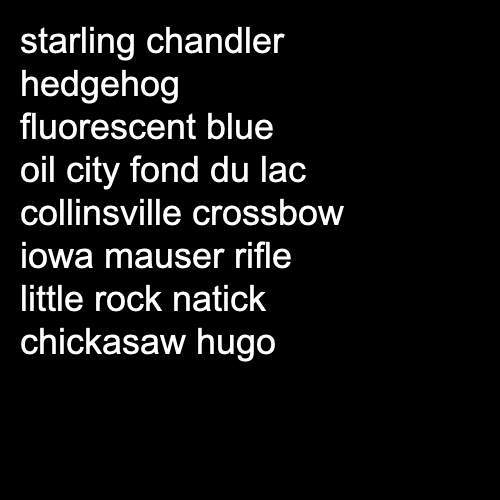 starling chandler
hedgehog
fluorescent blue
oil city fond du lac
collinsville crossbow
iowa mauser rifle
little rock natick
chickasaw hugo